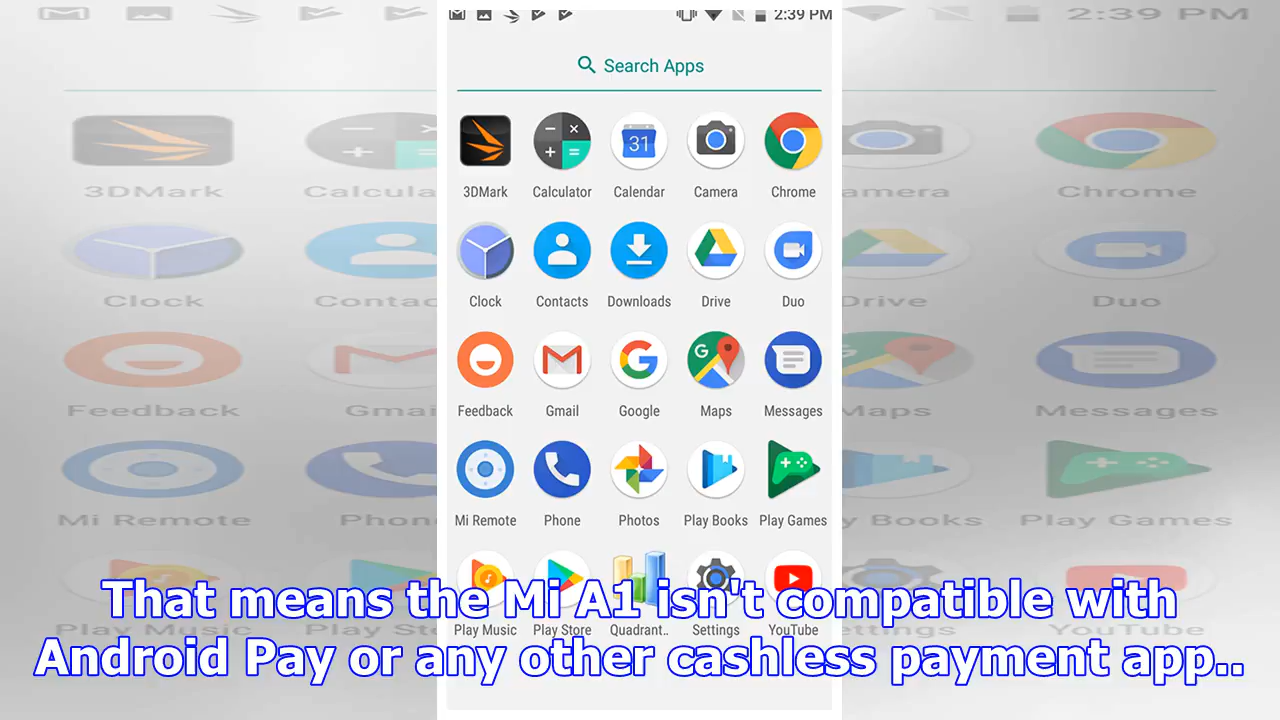 2:39 PM
Search Apps
31
3DMark Calculator Calendar Camera Chrome
Clock Contacts Downloads Drive Duo
G
Feedback Gmail Google Maps Messages
Mi Remote Phone Photos Play Books Play Games
Play Music Play Store Quadrant.. Settings YouTube
That means the Mi A1 isn't compatible with
Android Pay or any other cashless payment app..